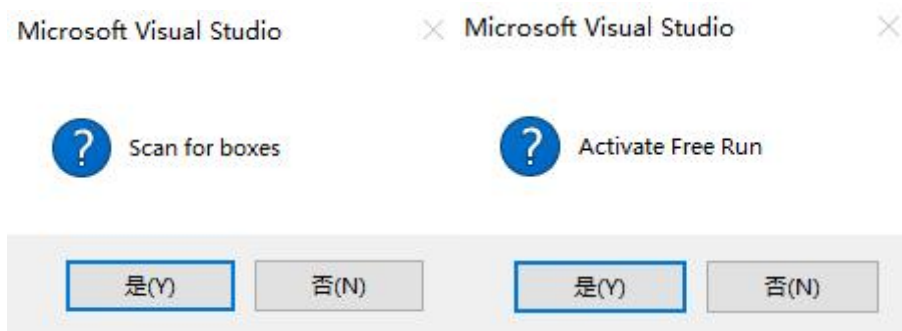 Microsoft Visual Studio
Scan for boxes
是(Y)
否(N)
Microsoft Visual Studio
Activate Free Run
是(Y)
否(N)